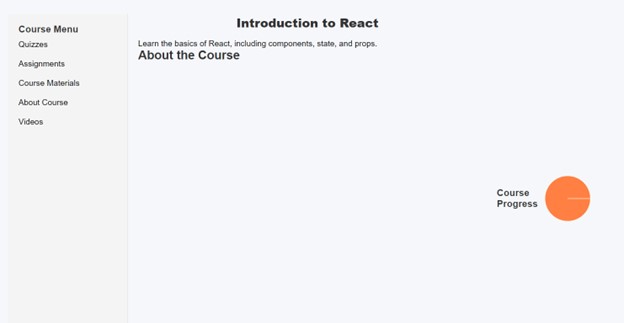 Course Menu
Quizzes
Assignments
Course Materials
About Course
Videos
Introduction to React
Learn the basics of React, including components, state, and props.
About the Course
Course
Progress